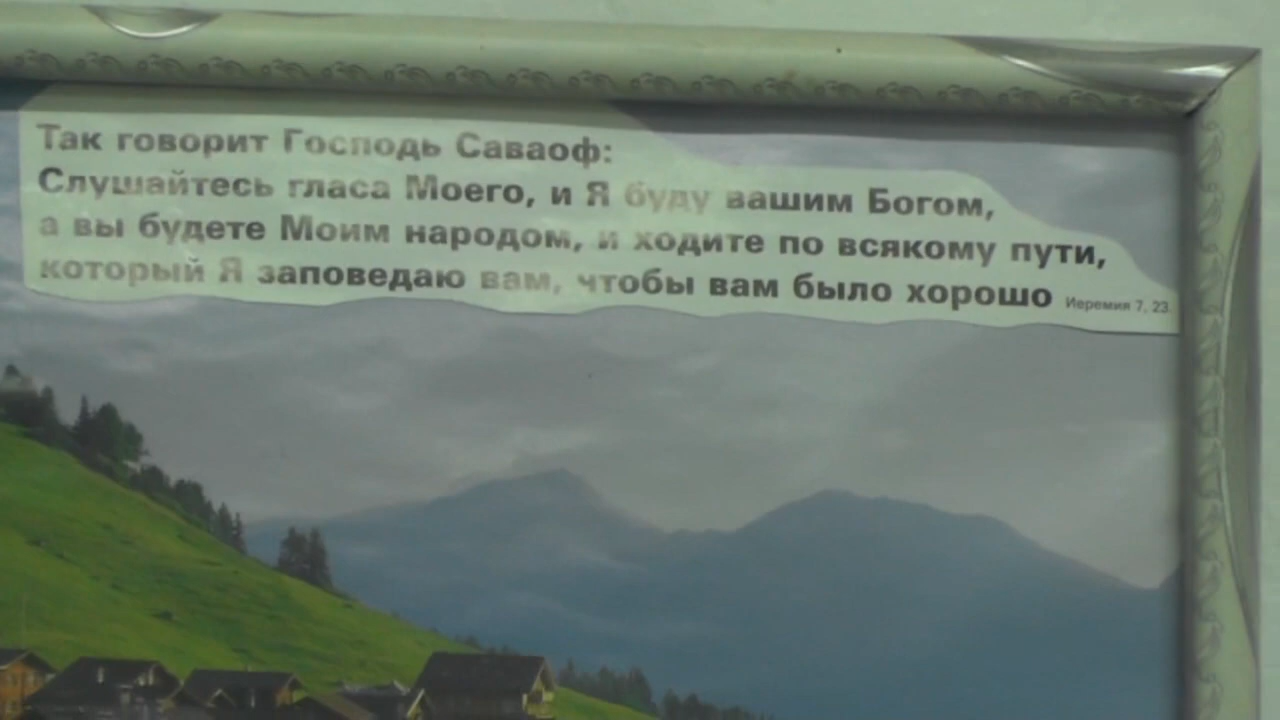 Так говорит Господь Саваоф:
Слушайтесь гласа Моего, и Я буду вашим Богом,
а вы будете Моим народом, и ходите по всякому пути,
который Я заповедаю вам, чтобы вам было хорошо Иеремия 7, 23.